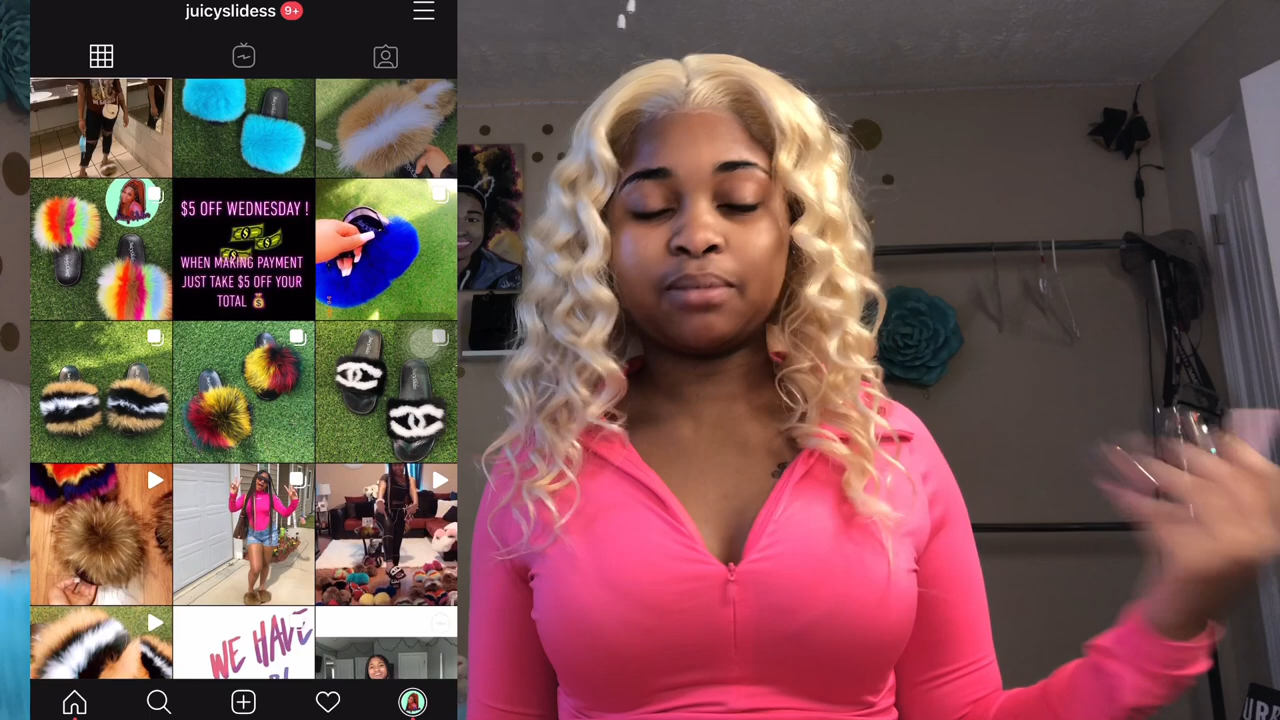 juicyslidess 9+
$5 OFF WEDNESDAY !
WHEN MAKING PAYMENT
JUST TAKE $5 OFF YOUR
TOTAL
WE HAVE